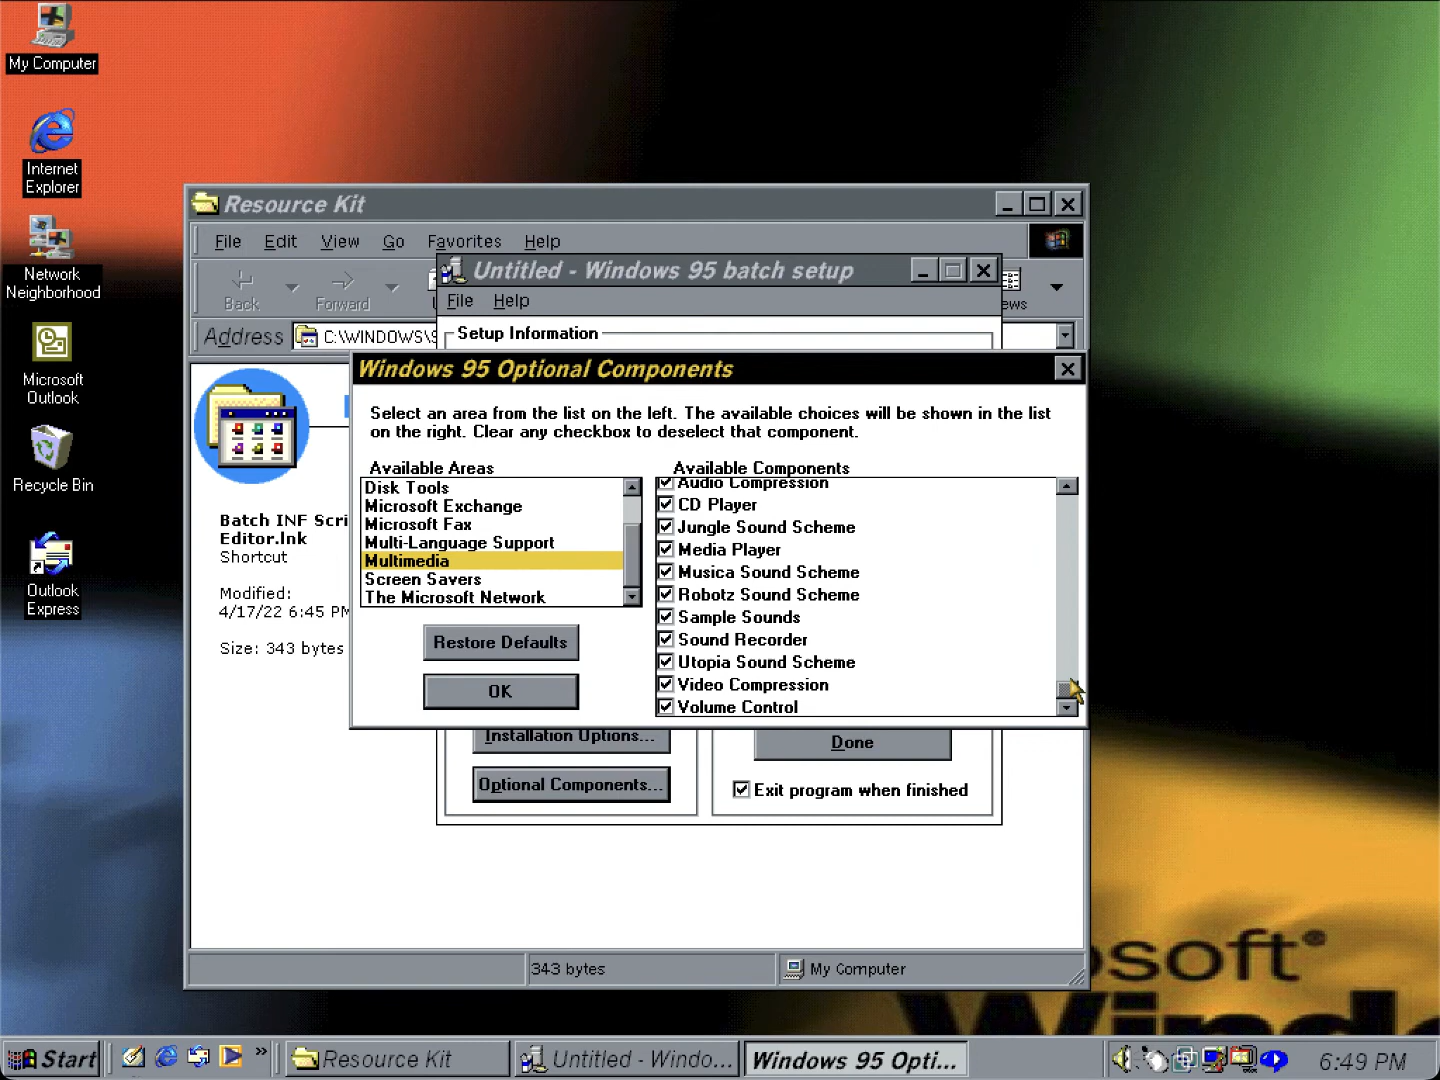 My Computer
Internet
Explorer
Network
Neighborhood
Microsoft
Outlook
Recycle Bin
Outlook
Express
Resource Kit
File Edit View Go Favorites Help
Back Forward
Address C:\WINDOWS\S
Batch INF Scri
Editor.lnk
Shortcut
Modified:
4/17/22 6:45 PM
Size: 343 bytes
343 bytes
My Computer
Untitled - Windows 95 batch setup
File Help
Setup Information
Installation Options...
Optional Components...
Done
Exit program when finished
Windows 95 Optional Components
Select an area from the list on the left. The available choices will be shown in the list
on the right. Clear any checkbox to deselect that component.
Available Areas
Disk Tools
Microsoft Exchange
Microsoft Fax
Multi-Language Support
Multimedia
Screen Savers
The Microsoft Network
Restore Defaults
OK
Available Components
Audio Compression
CD Player
Jungle Sound Scheme
Media Player
Musica Sound Scheme
Robotz Sound Scheme
Sample Sounds
Sound Recorder
Utopia Sound Scheme
Video Compression
Volume Control
osoft®
Start
»
Resource Kit
Untitled - Windo...
Windows 95 Opti...
6:49 PM